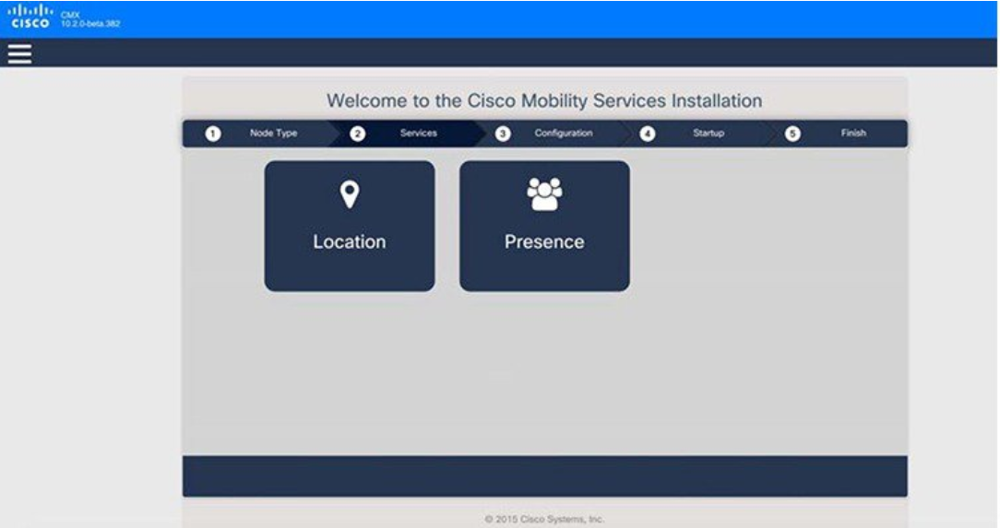 CISCO CMX
10.2.0-beta.382
Welcome to the Cisco Mobility Services Installation
1 Node Type 2 Services 3 Configuration 4 Startup 5 Finish
Location Presence
© 2015 Cisco Systems, Inc.